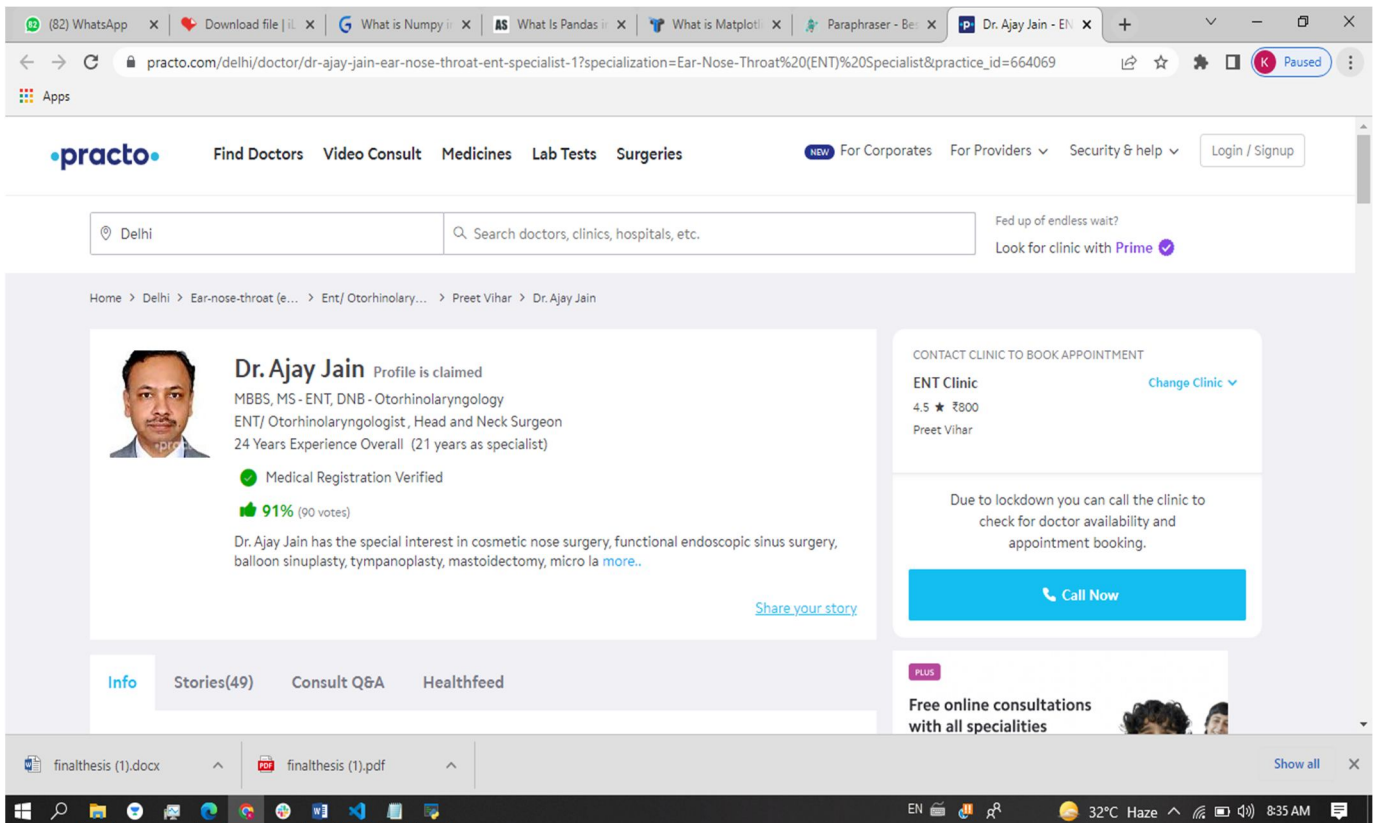 (82) WhatsApp
Download file | iL
What is Numpy in
AS What Is Pandas in
What is Matplotl
Paraphraser - Bes
Dr. Ajay Jain - EN
practo.com/delhi/doctor/dr-ajay-jain-ear-nose-throat-ent-specialist-1?specialization=Ear-Nose-Throat%20(ENT)%20Specialist&practice_id=664069
K Paused
Apps
practo
Find Doctors Video Consult Medicines Lab Tests Surgeries
NEW For Corporates For Providers Security & help Login / Signup
Delhi
Search doctors, clinics, hospitals, etc.
Fed up of endless wait?
Look for clinic with Prime
Home > Delhi > Ear-nose-throat (e... > Ent/ Otorhinolary... > Preet Vihar > Dr. Ajay Jain
Dr. Ajay Jain Profile is claimed
MBBS, MS - ENT, DNB - Otorhinolaryngology
ENT/ Otorhinolaryngologist , Head and Neck Surgeon
24 Years Experience Overall (21 years as specialist)
Medical Registration Verified
91% (90 votes)
Dr. Ajay Jain has the special interest in cosmetic nose surgery, functional endoscopic sinus surgery,
balloon sinuplasty, tympanoplasty, mastoidectomy, micro la more..
Share your story
CONTACT CLINIC TO BOOK APPOINTMENT
ENT Clinic Change Clinic
4.5 ★ ₹800
Preet Vihar
Due to lockdown you can call the clinic to
check for doctor availability and
appointment booking.
Call Now
Info Stories(49) Consult Q&A Healthfeed
PLUS
Free online consultations
with all specialities
finalthesis (1).docx
PDF finalthesis (1).pdf
Show all
EN 32°C Haze 8:35 AM